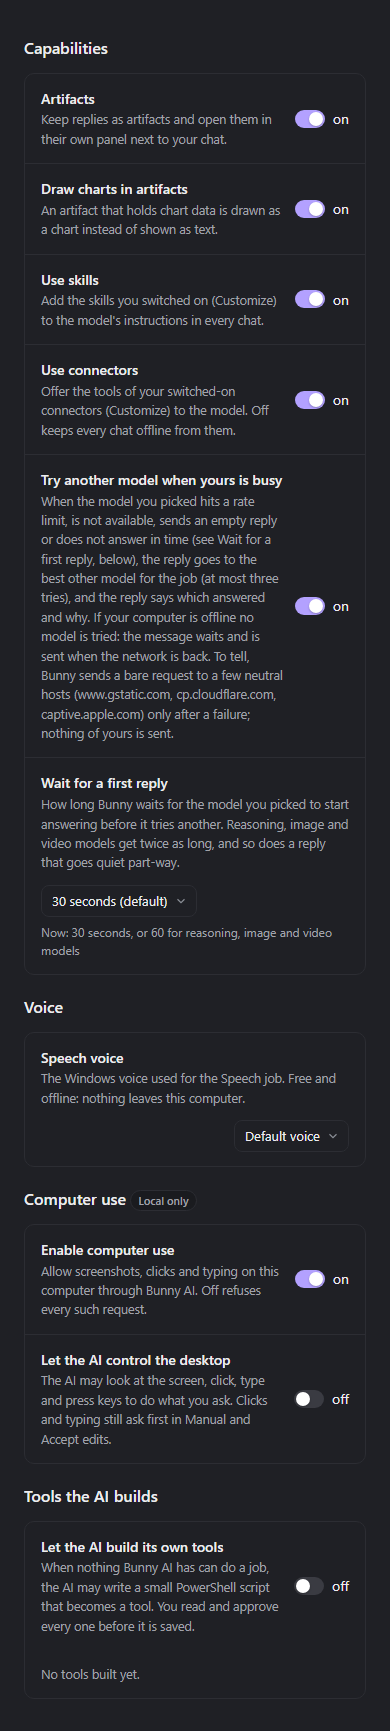 Capabilities
Artifacts
Keep replies as artifacts and open them in
their own panel next to your chat.
on
Draw charts in artifacts
An artifact that holds chart data is drawn as
a chart instead of shown as text.
on
Use skills
Add the skills you switched on (Customize)
to the model's instructions in every chat.
on
Use connectors
Offer the tools of your switched-on
connectors (Customize) to the model. Off
keeps every chat offline from them.
on
Try another model when yours is busy
When the model you picked hits a rate
limit, is not available, sends an empty reply
or does not answer in time (see Wait for a
first reply, below), the reply goes to the
best other model for the job (at most three
tries), and the reply says which answered
and why. If your computer is offline no
model is tried: the message waits and is
sent when the network is back. To tell,
Bunny sends a bare request to a few neutral
hosts (www.gstatic.com, cp.cloudflare.com,
captive.apple.com) only after a failure;
nothing of yours is sent.
on
Wait for a first reply
How long Bunny waits for the model you picked to start
answering before it tries another. Reasoning, image and
video models get twice as long, and so does a reply
that goes quiet part-way.
30 seconds (default)
Now: 30 seconds, or 60 for reasoning, image and video
models
Voice
Speech voice
The Windows voice used for the Speech job. Free and
offline: nothing leaves this computer.
Default voice
Computer use Local only
Enable computer use
Allow screenshots, clicks and typing on this
computer through Bunny AI. Off refuses
every such request.
on
Let the AI control the desktop
The AI may look at the screen, click, type
and press keys to do what you ask. Clicks
and typing still ask first in Manual and
Accept edits.
off
Tools the AI builds
Let the AI build its own tools
When nothing Bunny AI has can do a job,
the AI may write a small PowerShell script
that becomes a tool. You read and approve
every one before it is saved.
off
No tools built yet.